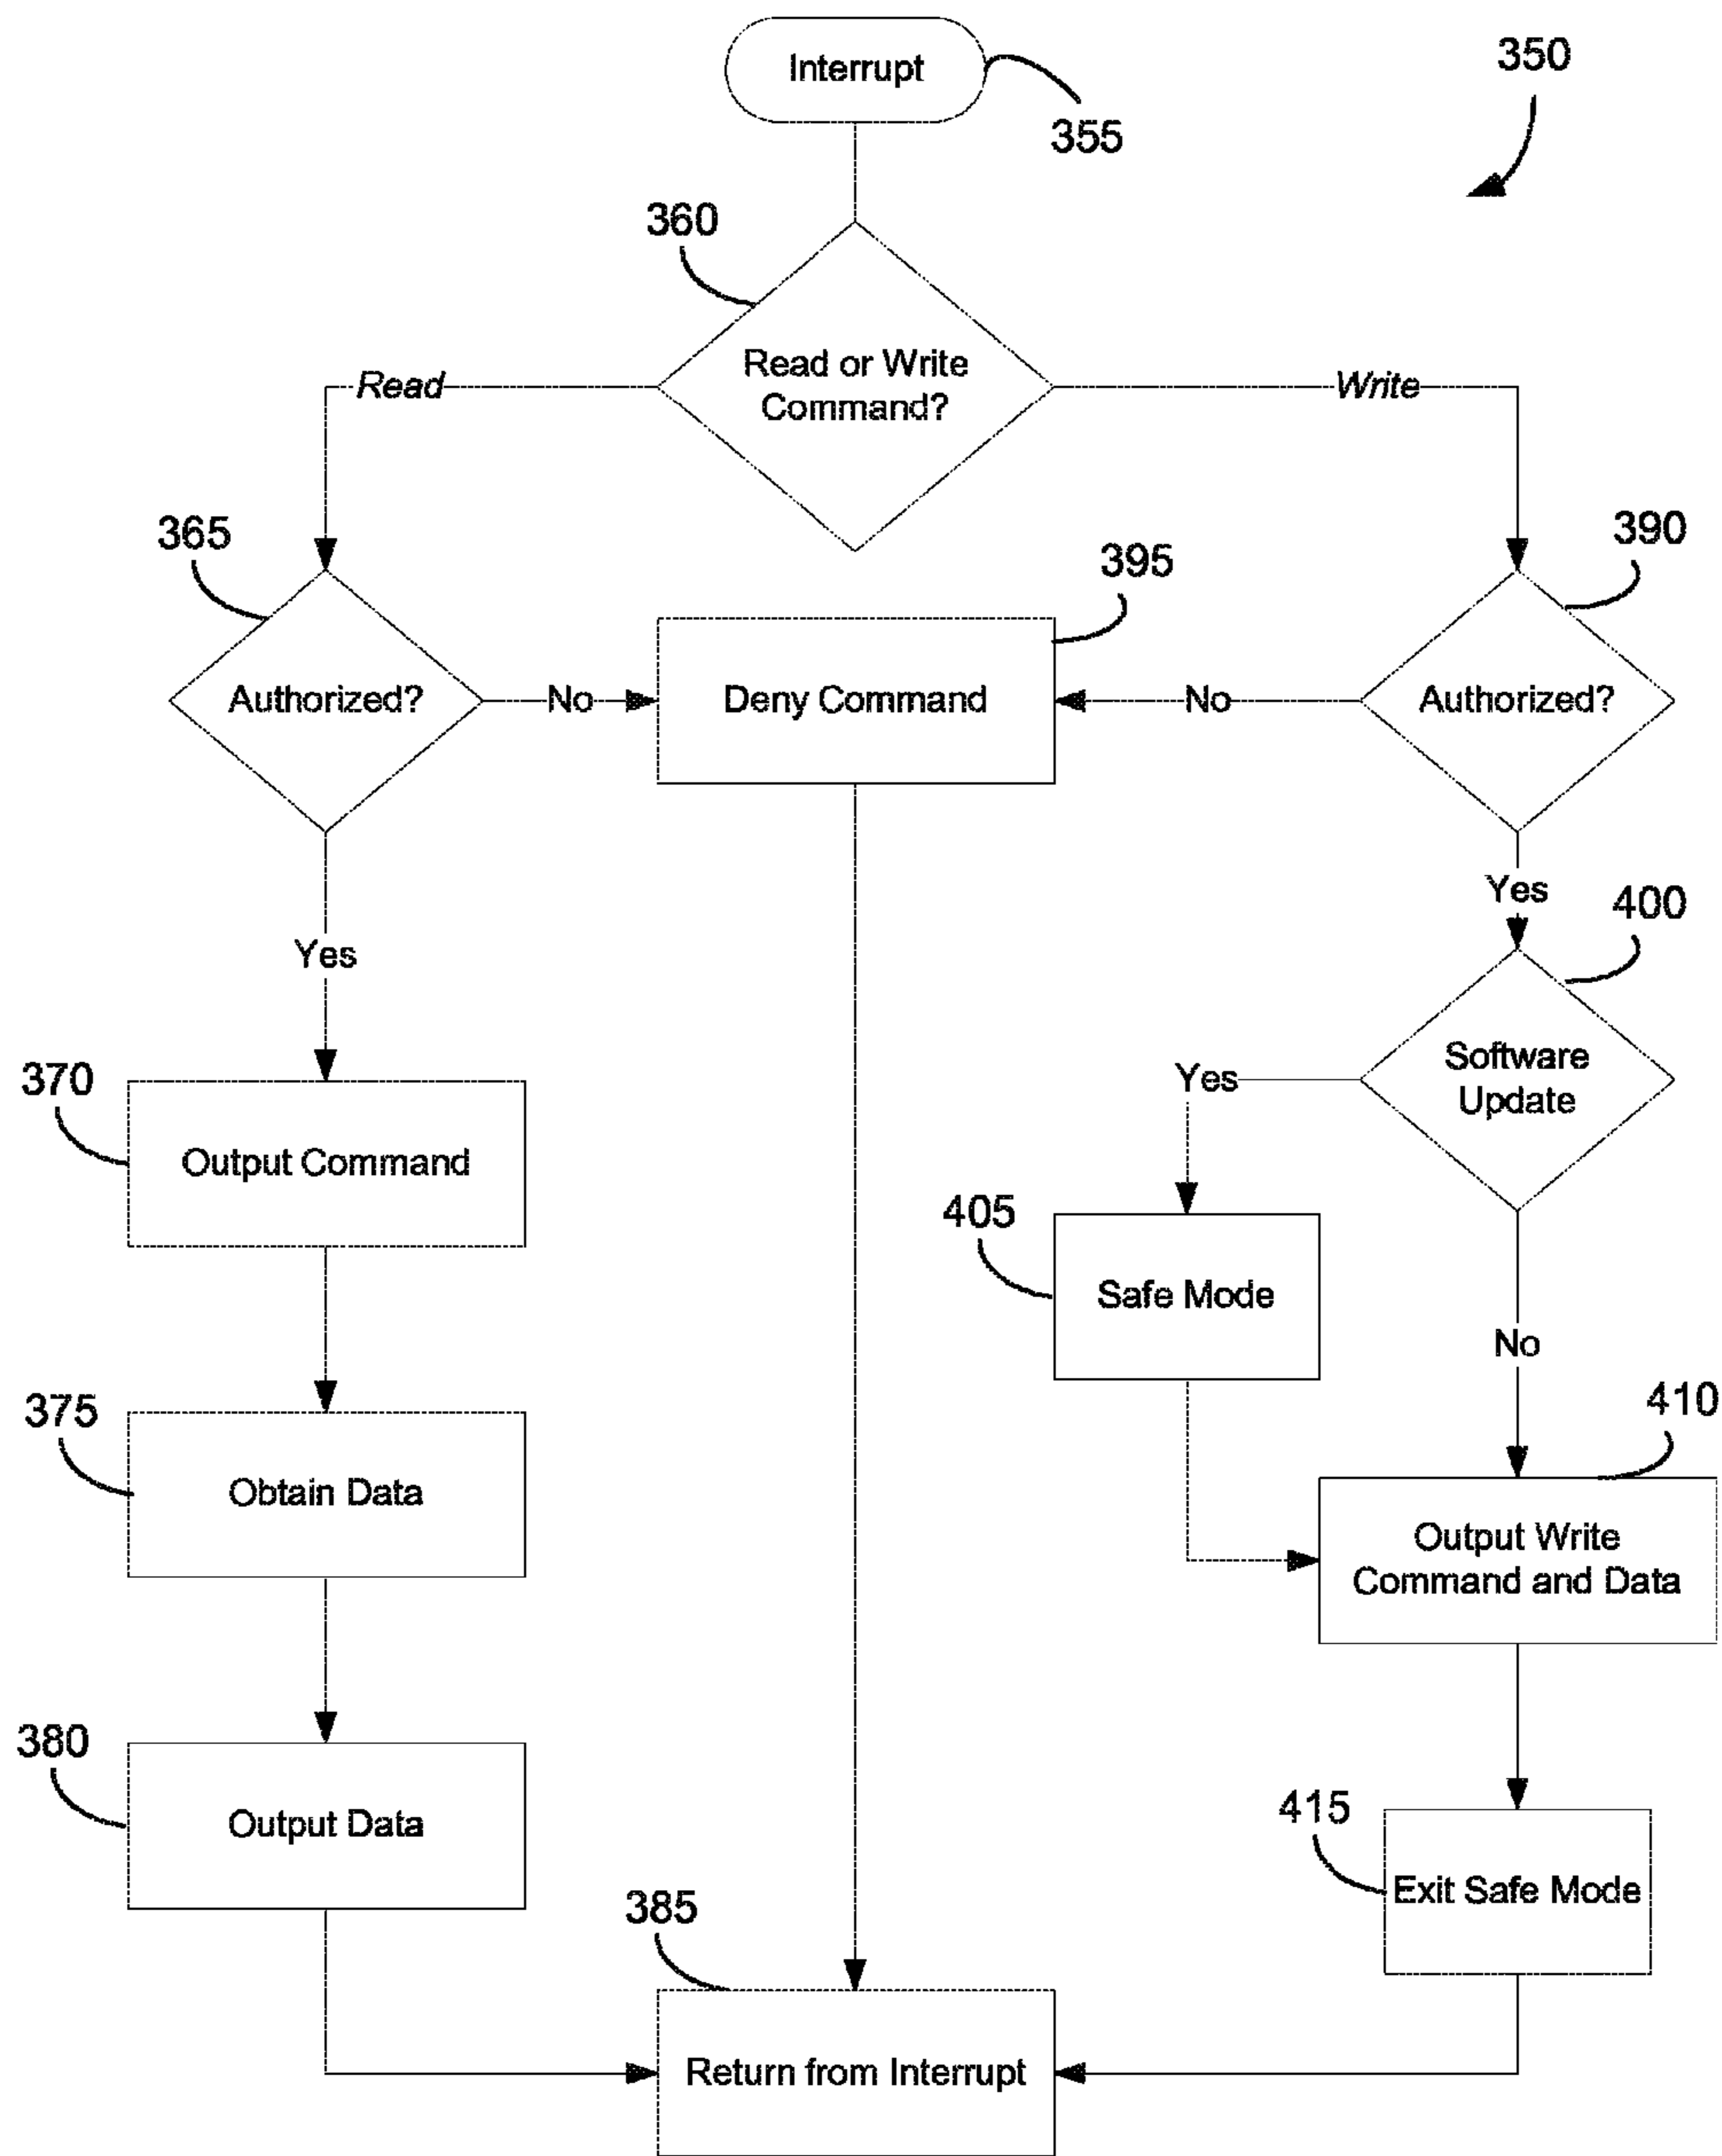 Interrupt
350
355
360
Read or Write
Command?
Read
Write
365
395
390
Authorized?
No
Deny Command
No
Authorized?
Yes
400
Yes
Software
Update
Yes
370
Output Command
405
Safe Mode
No
375
Obtain Data
410
Output Write
Command and Data
380
Output Data
415
Exit Safe Mode
385
Return from Interrupt